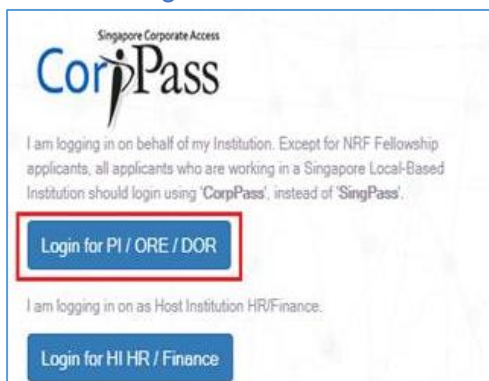 Singapore Corporate Access
CorpPass
I am logging in on behalf of my Institution. Except for NRF Fellowship
applicants, all applicants who are working in a Singapore Local-Based
Institution should login using 'CorpPass', instead of 'SingPass'.
Login for PI / ORE / DOR
I am logging in on as Host Institution HR/Finance.
Login for HI HR / Finance